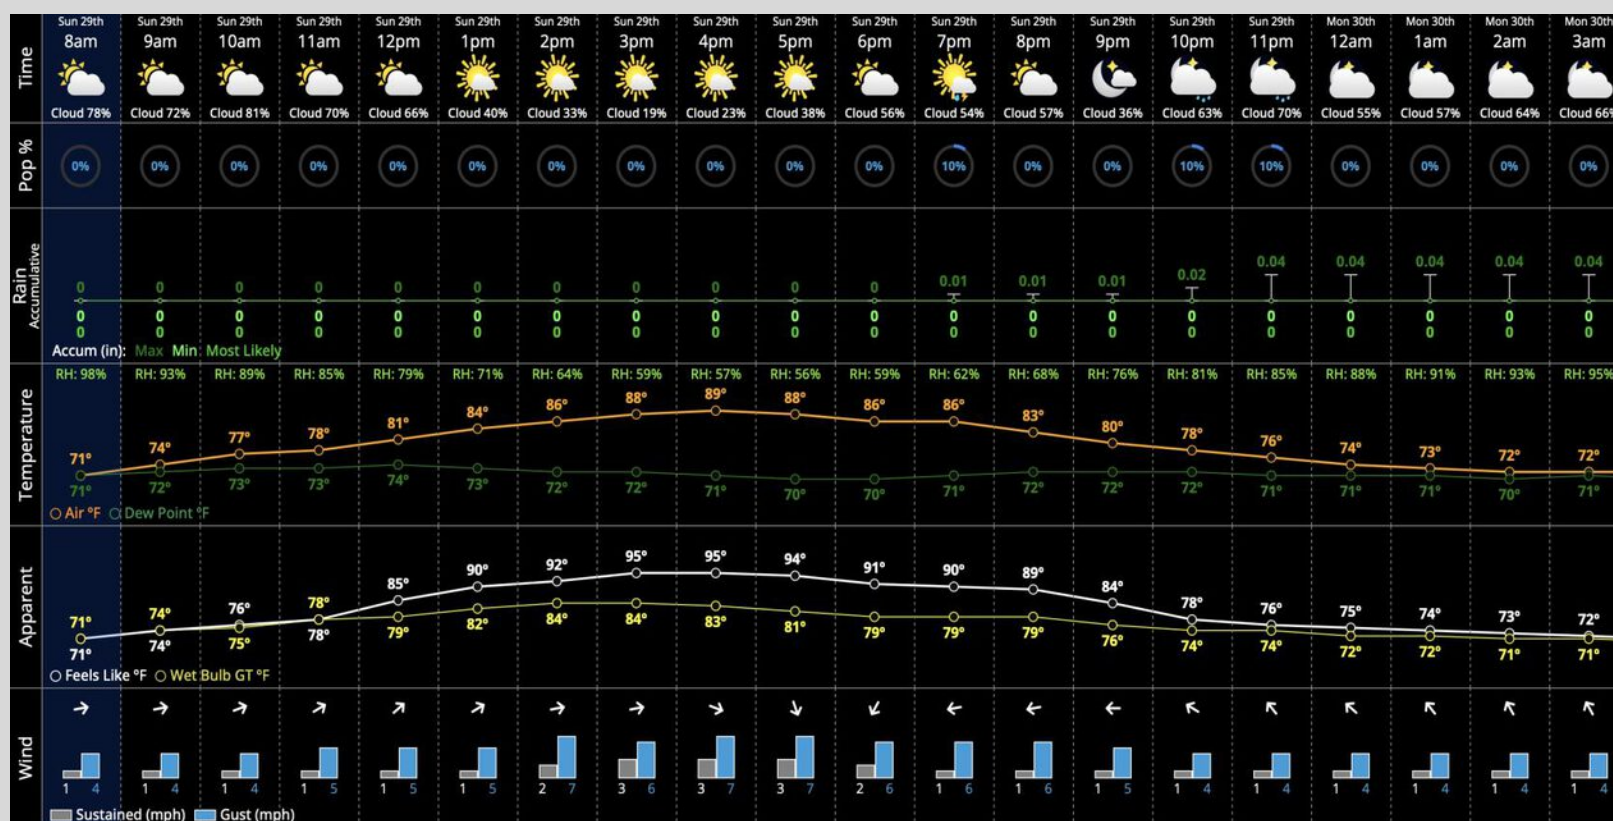 Time
Sun 29th Sun 29th Sun 29th Sun 29th Sun 29th Sun 29th Sun 29th Sun 29th Sun 29th Sun 29th Sun 29th Sun 29th Sun 29th Sun 29th Sun 29th Sun 29th Mon 30th Mon 30th Mon 30th Mon 30th
8am 9am 10am 11am 12pm 1pm 2pm 3pm 4pm 5pm 6pm 7pm 8pm 9pm 10pm 11pm 12am 1am 2am 3am
Cloud 78% Cloud 72% Cloud 81% Cloud 70% Cloud 66% Cloud 40% Cloud 33% Cloud 19% Cloud 23% Cloud 38% Cloud 56% Cloud 54% Cloud 57% Cloud 36% Cloud 63% Cloud 70% Cloud 55% Cloud 57% Cloud 64% Cloud 66%
Pop %
0% 0% 0% 0% 0% 0% 0% 0% 0% 0% 0% 10% 0% 0% 10% 10% 0% 0% 0% 0%
Rain
Accumulative
0 0 0 0 0 0 0 0 0 0 0 0.01 0.01 0.01 0.02 0.04 0.04 0.04 0.04 0.04
0 0 0 0 0 0 0 0 0 0 0 0 0 0 0 0 0 0 0 0
0 0 0 0 0 0 0 0 0 0 0 0 0 0 0 0 0 0 0 0
Accum (in): Max Min Most Likely
Temperature
RH: 98% RH: 93% RH: 89% RH: 85% RH: 79% RH: 71% RH: 64% RH: 59% RH: 57% RH: 56% RH: 59% RH: 62% RH: 68% RH: 76% RH: 81% RH: 85% RH: 88% RH: 91% RH: 93% RH: 95%
71° 74° 77° 78° 81° 84° 86° 88° 89° 88° 86° 86° 83° 80° 78° 76° 74° 73° 72° 72°
71° 72° 73° 73° 74° 73° 72° 72° 71° 70° 70° 71° 72° 72° 72° 71° 71° 71° 70° 71°
Air °F Dew Point °F
Apparent
71° 74° 76° 78° 85° 90° 92° 95° 95° 94° 91° 90° 89° 84° 78° 76° 75° 74° 73° 72°
71° 74° 75° 78° 79° 82° 84° 84° 83° 81° 79° 79° 79° 76° 74° 74° 72° 72° 71° 71°
Feels Like °F Wet Bulb GT °F
Wind
1 4 1 4 1 4 1 5 1 5 1 5 2 7 3 6 3 7 3 7 2 6 1 6 1 6 1 5 1 4 1 4 1 4 1 4 1 4 1 4
Sustained (mph) Gust (mph)